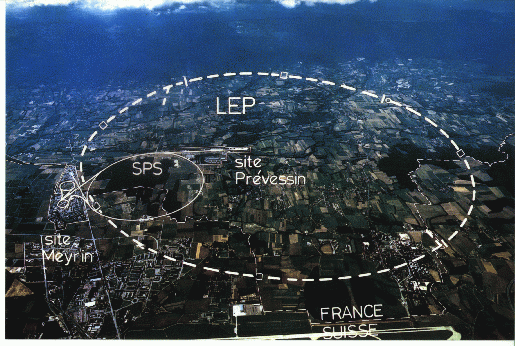 LEP
SPS
site
Prévessin
site
Meyrin
FRANCE
SUISSE